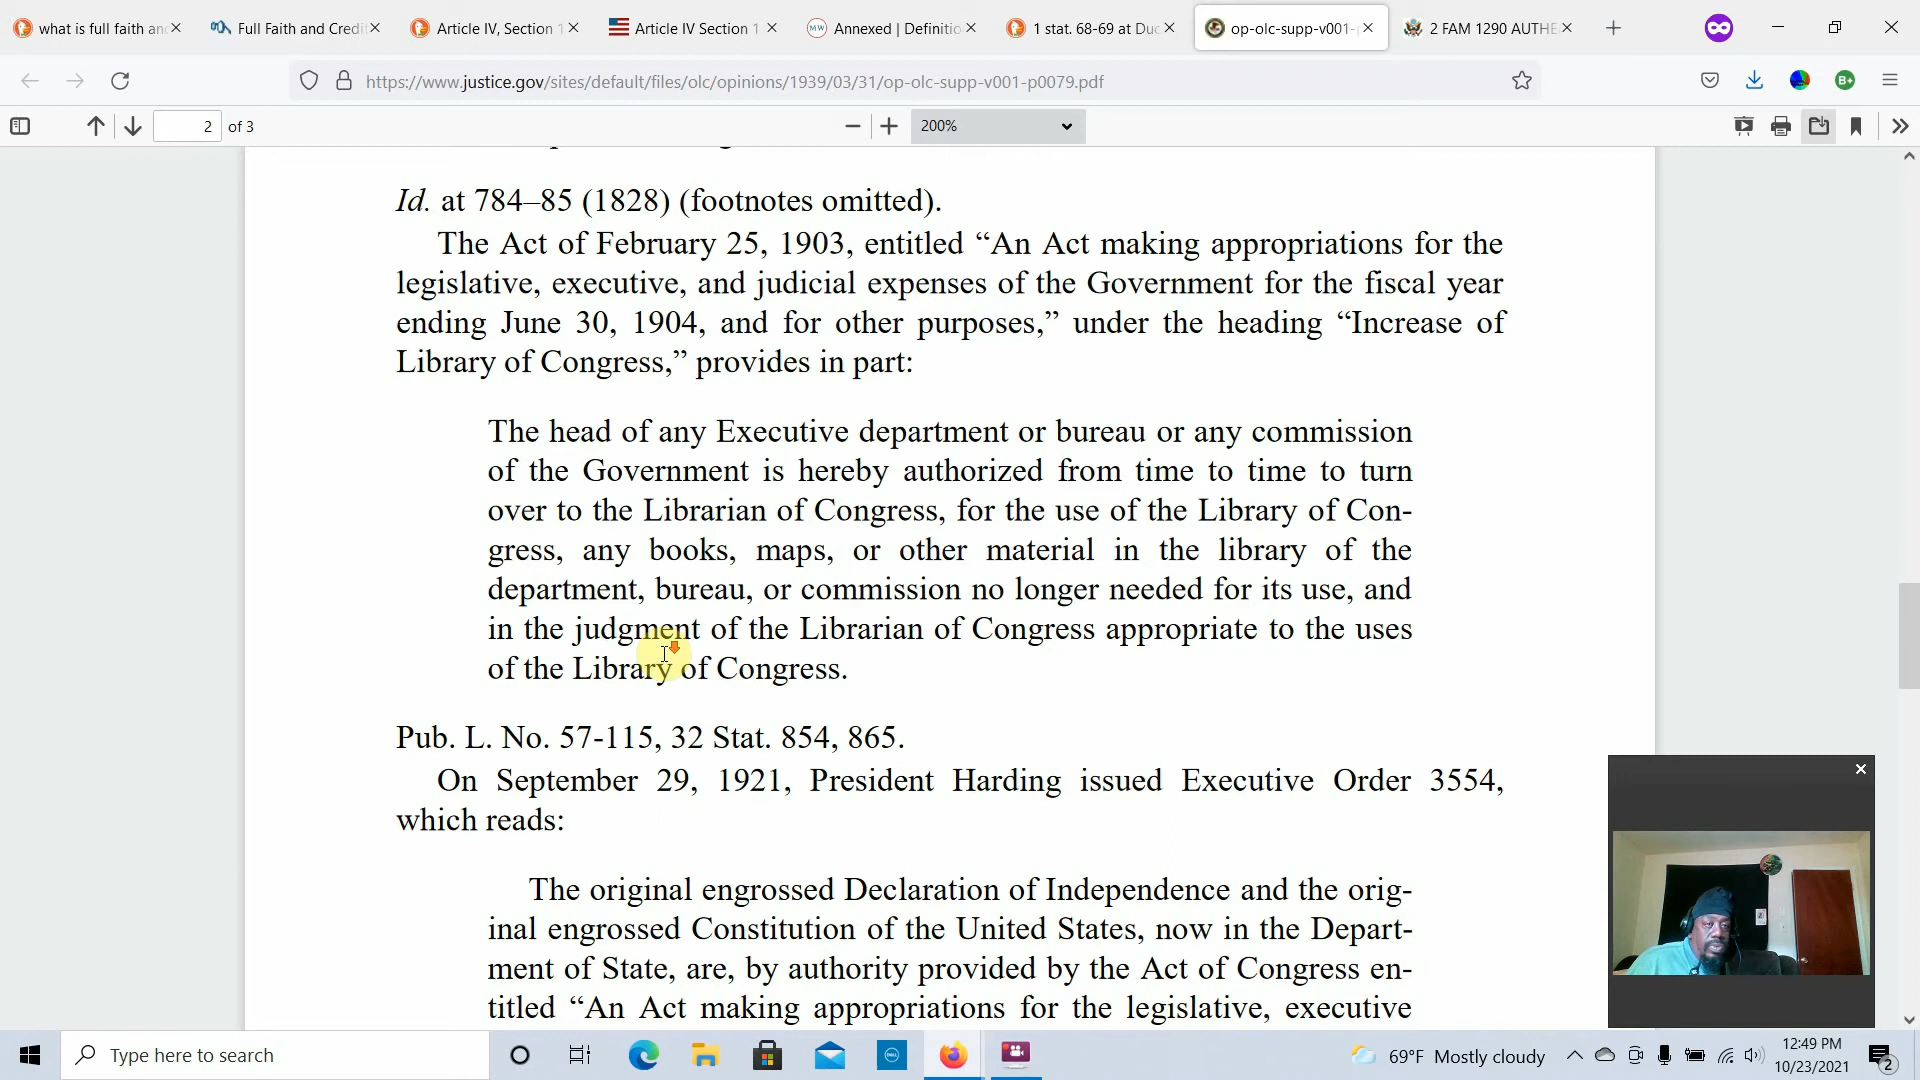 what is full faith an
Full Faith and Credi
Article IV, Section 1
Article IV Section 1
Annexed | Definitio
1 stat. 68-69 at Duc
op-olc-supp-v001-
2 FAM 1290 AUTHE
https://www.justice.gov/sites/default/files/olc/opinions/1939/03/31/op-olc-supp-v001-p0079.pdf
B+
2 of 3
200%
Id. at 784–85 (1828) (footnotes omitted).
The Act of February 25, 1903, entitled “An Act making appropriations for the
legislative, executive, and judicial expenses of the Government for the fiscal year
ending June 30, 1904, and for other purposes,” under the heading “Increase of
Library of Congress,” provides in part:
The head of any Executive department or bureau or any commission
of the Government is hereby authorized from time to time to turn
over to the Librarian of Congress, for the use of the Library of Con-
gress, any books, maps, or other material in the library of the
department, bureau, or commission no longer needed for its use, and
in the judgment of the Librarian of Congress appropriate to the uses
of the Library of Congress.
Pub. L. No. 57-115, 32 Stat. 854, 865.
On September 29, 1921, President Harding issued Executive Order 3554,
which reads:
The original engrossed Declaration of Independence and the orig-
inal engrossed Constitution of the United States, now in the Depart-
ment of State, are, by authority provided by the Act of Congress en-
titled “An Act making appropriations for the legislative, executive
Type here to search
DELL
69°F Mostly cloudy
12:49 PM
10/23/2021
2